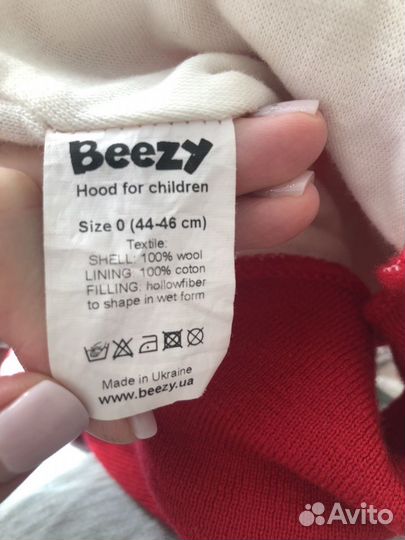 Beezy
Hood for children
Size 0 (44-46 cm)
Textile:
SHELL: 100% wool
LINING: 100% coton
FILLING: hollowfiber
to shape in wet form
Made in Ukraine
www.beezy.ua
Avito